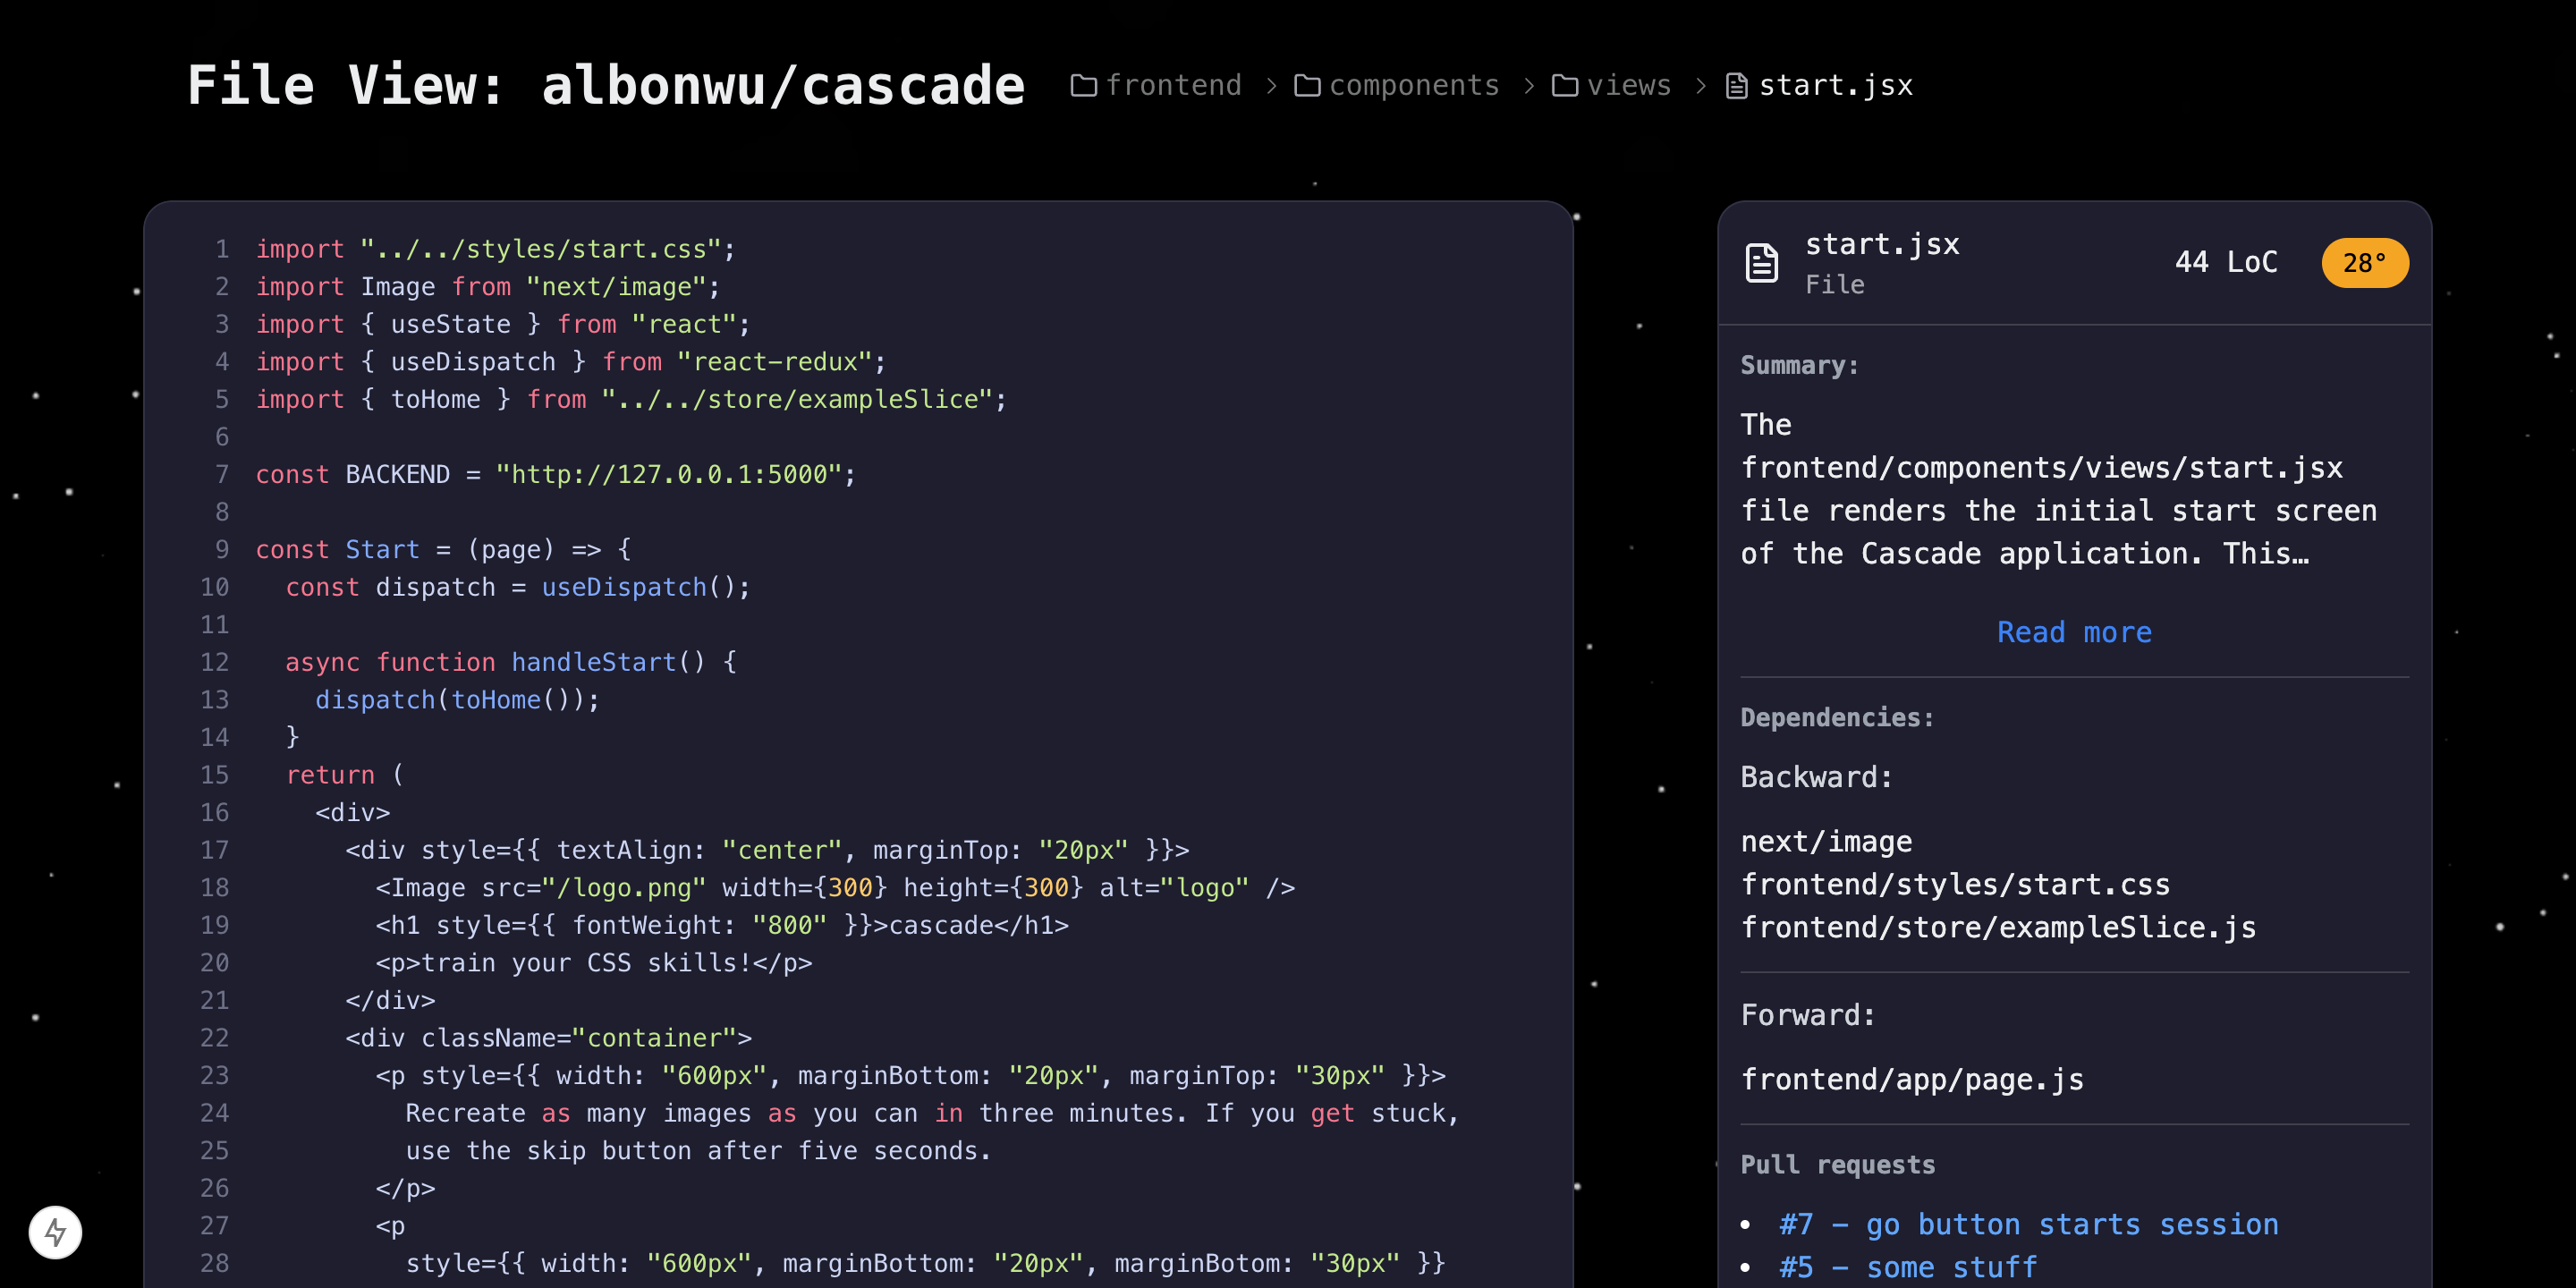 File View: albonwu/cascade frontend > components > views > start.jsx
1 import "../../styles/start.css";
2 import Image from "next/image";
3 import { useState } from "react";
4 import { useDispatch } from "react-redux";
5 import { toHome } from "../../store/exampleSlice";
6
7 const BACKEND = "http://127.0.0.1:5000";
8
9 const Start = (page) => {
10 const dispatch = useDispatch();
11
12 async function handleStart() {
13 dispatch(toHome());
14 }
15 return (
16 <div>
17 <div style={{ textAlign: "center", marginTop: "20px" }}>
18 <Image src="/logo.png" width={300} height={300} alt="logo" />
19 <h1 style={{ fontWeight: "800" }}>cascade</h1>
20 <p>train your CSS skills!</p>
21 </div>
22 <div className="container">
23 <p style={{ width: "600px", marginBottom: "20px", marginTop: "30px" }}>
24 Recreate as many images as you can in three minutes. If you get stuck,
25 use the skip button after five seconds.
26 </p>
27 <p
28 style={{ width: "600px", marginBottom: "20px", marginBotom: "30px" }}
start.jsx
File
44 LoC
28°
Summary:
The
frontend/components/views/start.jsx
file renders the initial start screen
of the Cascade application. This…
Read more
Dependencies:
Backward:
next/image
frontend/styles/start.css
frontend/store/exampleSlice.js
Forward:
frontend/app/page.js
Pull requests
• #7 – go button starts session
• #5 – some stuff